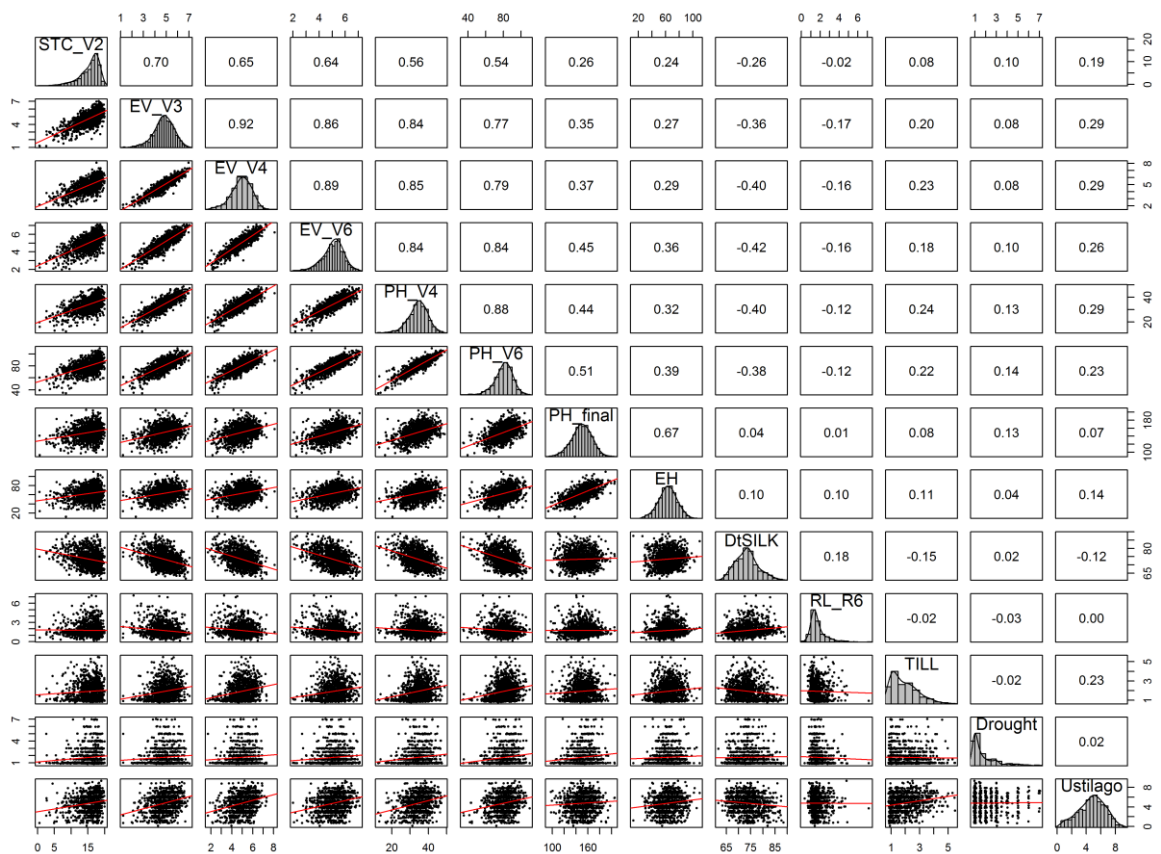 1 3 5 7 2 4 6 8 40 80 20 60 100 0 2 4 6 1 3 5 7
STC_V2 0.70 0.65 0.64 0.56 0.54 0.26 0.24 -0.26 -0.02 0.08 0.10 0.19 0 5 10 20
1 4 7 EV_V3 0.92 0.86 0.84 0.77 0.35 0.27 -0.36 -0.17 0.20 0.08 0.29
EV_V4 0.89 0.85 0.79 0.37 0.29 -0.40 -0.16 0.23 0.08 0.29 2 5 8
2 4 6 EV_V6 0.84 0.84 0.45 0.36 -0.42 -0.16 0.18 0.10 0.26
PH_V4 0.88 0.44 0.32 -0.40 -0.12 0.24 0.13 0.29 20 40
40 80 PH_V6 0.51 0.39 -0.38 -0.12 0.22 0.14 0.23
PH_final 0.67 0.04 0.01 0.08 0.13 0.07 100 180
20 80 EH 0.10 0.10 0.11 0.04 0.14
DtSILK 0.18 -0.15 0.02 -0.12 65 80
0 3 6 RL_R6 -0.02 -0.03 0.00
TILL -0.02 0.23 1 3 5
1 4 7 Drought 0.02
Ustilago 0 4 8
0 5 15 2 4 6 8 20 40 100 160 65 75 85 1 3 5 0 4 8